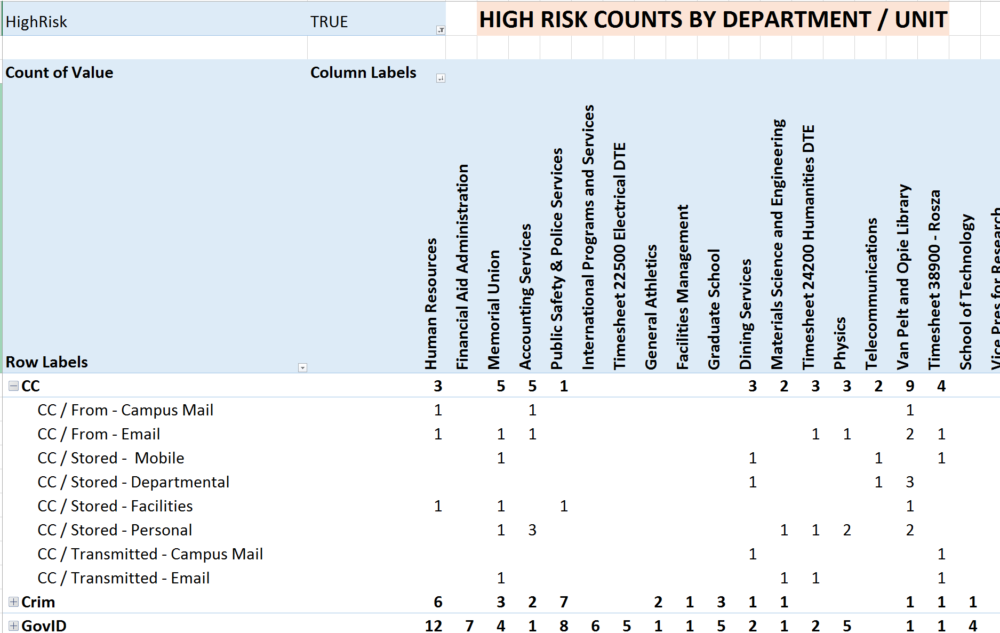 HighRisk TRUE HIGH RISK COUNTS BY DEPARTMENT / UNIT
Count of Value Column Labels
Row Labels
Human Resources
Financial Aid Administration
Memorial Union
Accounting Services
Public Safety & Police Services
International Programs and Services
Timesheet 22500 Electrical DTE
General Athletics
Facilities Management
Graduate School
Dining Services
Materials Science and Engineering
Timesheet 24200 Humanities DTE
Physics
Telecommunications
Van Pelt and Opie Library
Timesheet 38900 - Rosza
School of Technology
Vice Pres for Research
CC 3 5 5 1 3 2 3 3 2 9 4
CC / From - Campus Mail 1 1 1
CC / From - Email 1 1 1 1 1 2 1
CC / Stored -  Mobile 1 1 1 1
CC / Stored - Departmental 1 1 3
CC / Stored - Facilities 1 1 1 1
CC / Stored - Personal 1 3 1 1 2 2
CC / Transmitted - Campus Mail 1 1
CC / Transmitted - Email 1 1 1 1
Crim 6 3 2 7 2 1 3 1 1 1 1 1
GovID 12 7 4 1 8 6 5 1 1 5 2 1 2 5 1 1 4